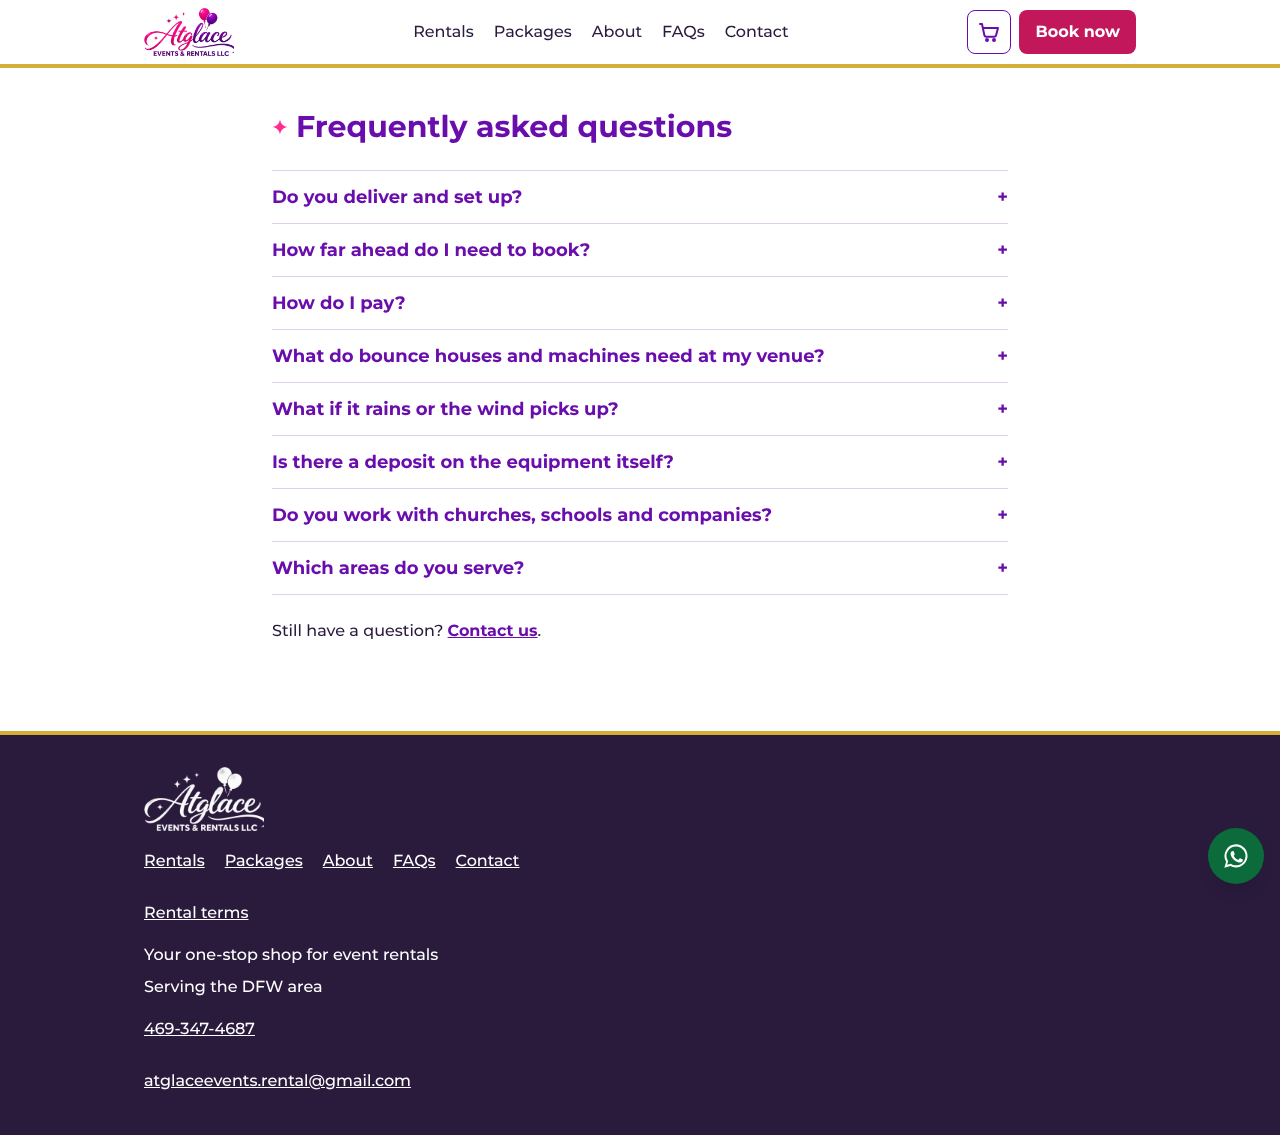 Atglace
EVENTS & RENTALS LLC
Rentals
Packages
About
FAQs
Contact
Book now
Frequently asked questions
Do you deliver and set up?
+
How far ahead do I need to book?
+
How do I pay?
+
What do bounce houses and machines need at my venue?
+
What if it rains or the wind picks up?
+
Is there a deposit on the equipment itself?
+
Do you work with churches, schools and companies?
+
Which areas do you serve?
+
Still have a question? Contact us.
Atglace
EVENTS & RENTALS LLC
Rentals
Packages
About
FAQs
Contact
Rental terms
Your one-stop shop for event rentals
Serving the DFW area
469-347-4687
atglaceevents.rental@gmail.com